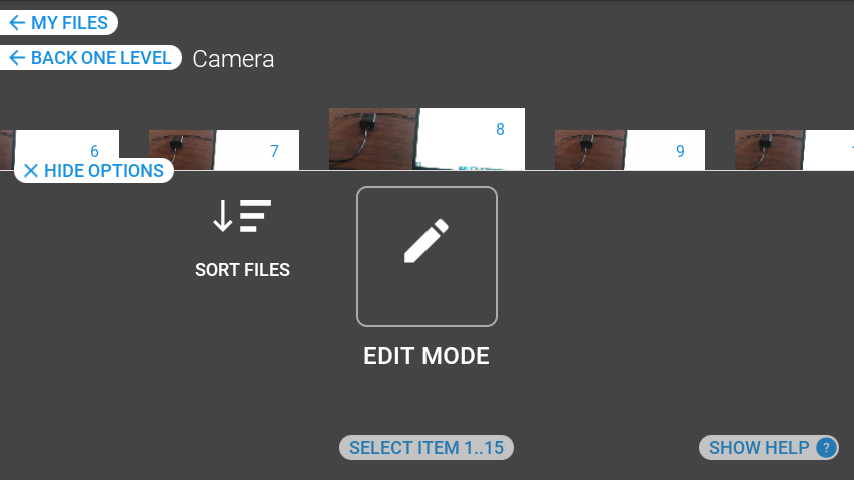 MY FILES
BACK ONE LEVEL Camera
6 7 8 9
HIDE OPTIONS
SORT FILES
EDIT MODE
SELECT ITEM 1..15
SHOW HELP ?